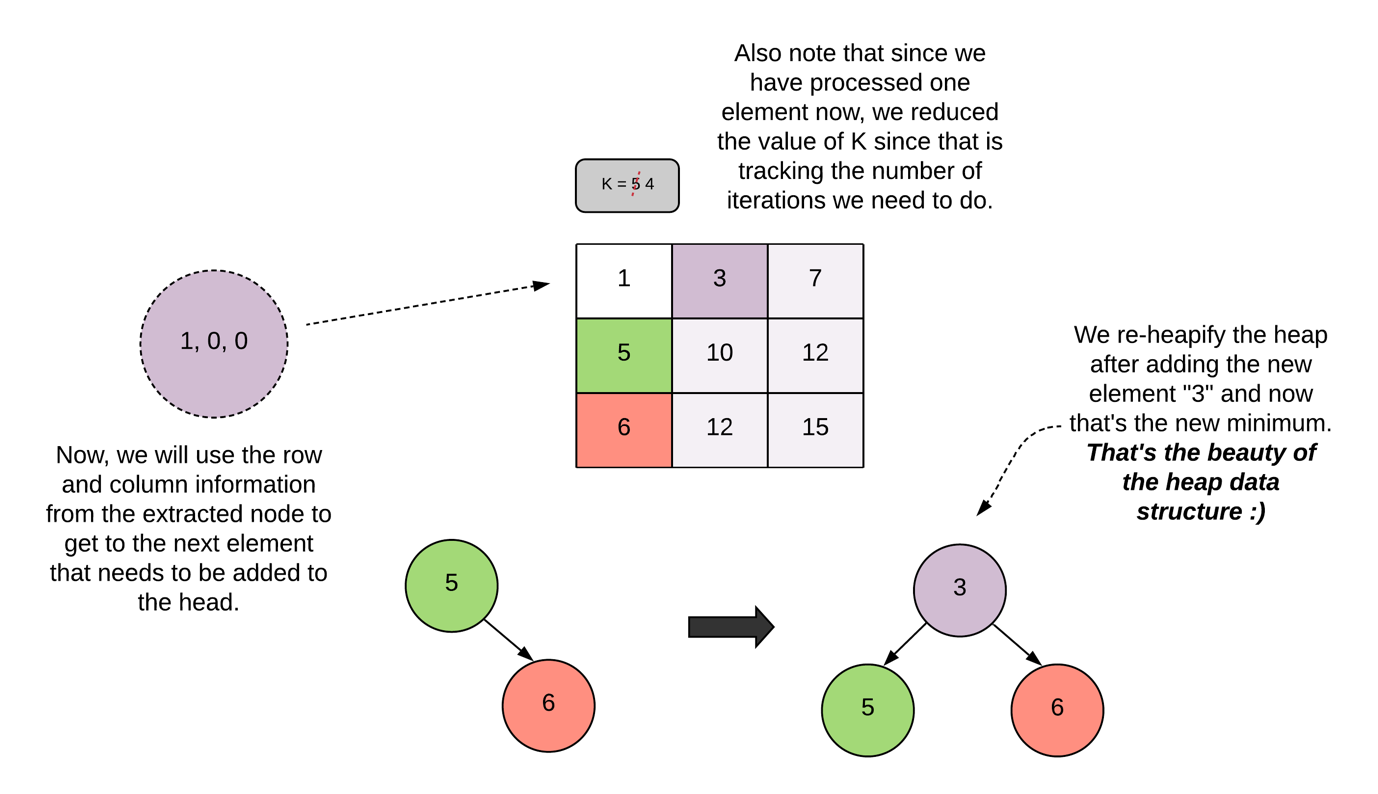 Also note that since we
have processed one
element now, we reduced
the value of K since that is
tracking the number of
iterations we need to do.
K = 5 4
1 3 7
5 10 12
6 12 15
1, 0, 0
Now, we will use the row
and column information
from the extracted node to
get to the next element
that needs to be added to
the head.
We re-heapify the heap
after adding the new
element "3" and now
that's the new minimum.
That's the beauty of
the heap data
structure :)
5
6
3
5
6